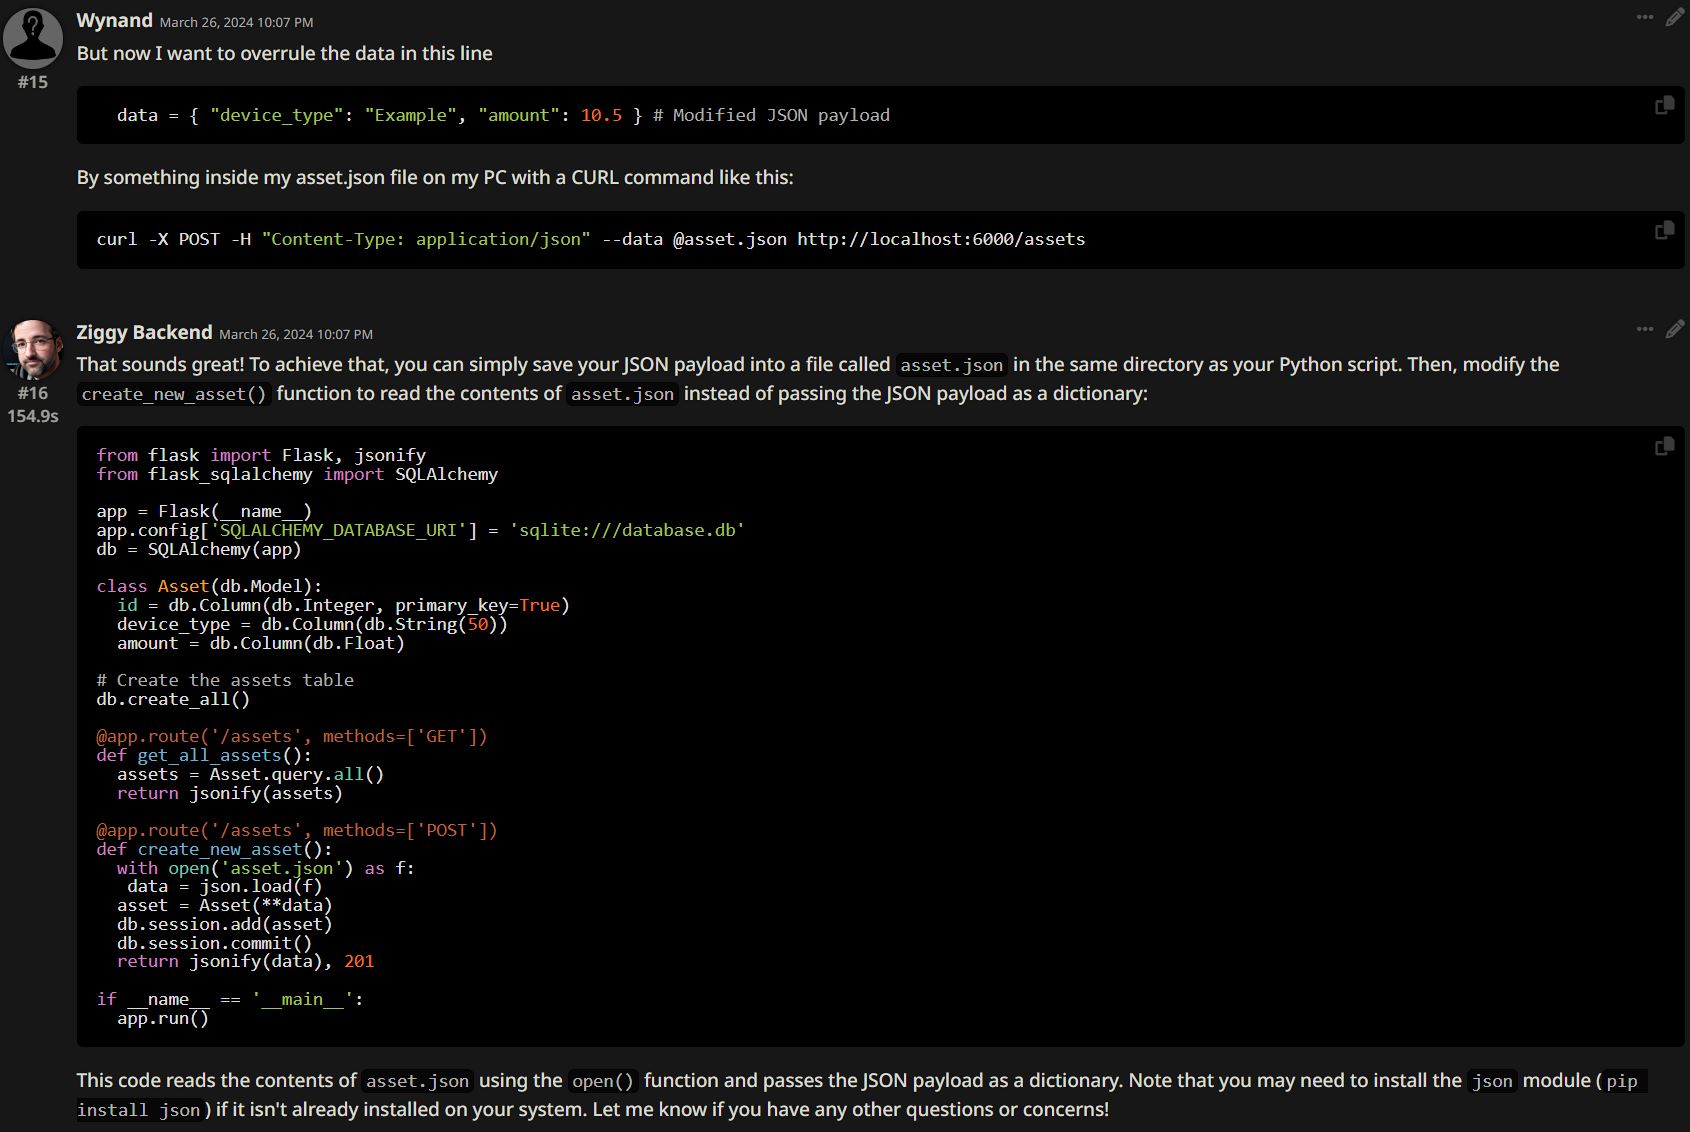 Wynand March 26, 2024 10:07 PM
#15
But now I want to overrule the data in this line
data = { "device_type": "Example", "amount": 10.5 } # Modified JSON payload
By something inside my asset.json file on my PC with a CURL command like this:
curl -X POST -H "Content-Type: application/json" --data @asset.json http://localhost:6000/assets
Ziggy Backend March 26, 2024 10:07 PM
#16
154.9s
That sounds great! To achieve that, you can simply save your JSON payload into a file called asset.json in the same directory as your Python script. Then, modify the
create_new_asset() function to read the contents of asset.json instead of passing the JSON payload as a dictionary:
from flask import Flask, jsonify
from flask_sqlalchemy import SQLAlchemy
app = Flask(__name__)
app.config['SQLALCHEMY_DATABASE_URI'] = 'sqlite:///database.db'
db = SQLAlchemy(app)
class Asset(db.Model):
  id = db.Column(db.Integer, primary_key=True)
  device_type = db.Column(db.String(50))
  amount = db.Column(db.Float)
# Create the assets table
db.create_all()
@app.route('/assets', methods=['GET'])
def get_all_assets():
  assets = Asset.query.all()
  return jsonify(assets)
@app.route('/assets', methods=['POST'])
def create_new_asset():
  with open('asset.json') as f:
   data = json.load(f)
  asset = Asset(**data)
  db.session.add(asset)
  db.session.commit()
  return jsonify(data), 201
if __name__ == '__main__':
  app.run()
This code reads the contents of asset.json using the open() function and passes the JSON payload as a dictionary. Note that you may need to install the json module (pip
install json) if it isn't already installed on your system. Let me know if you have any other questions or concerns!